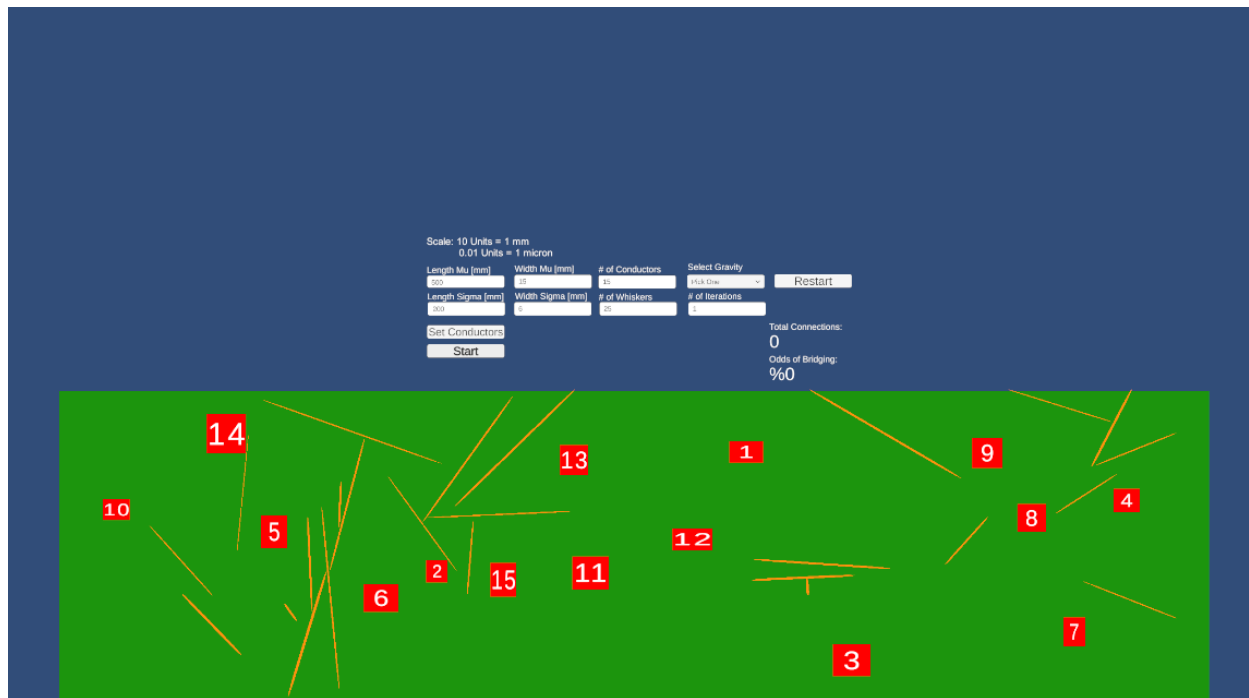 Scale: 10 Units = 1 mm
0.01 Units = 1 micron
Length Mu [mm]
Width Mu [mm]
# of Conductors
Select Gravity
500
15
15
Pick One
Restart
Length Sigma [mm]
Width Sigma [mm]
# of Whiskers
# of Iterations
200
5
25
1
Set Conductors
Total Connections:
0
Start
Odds of Bridging:
%0
14
13
1
9
10
5
12
8
4
2
15
11
6
7
3